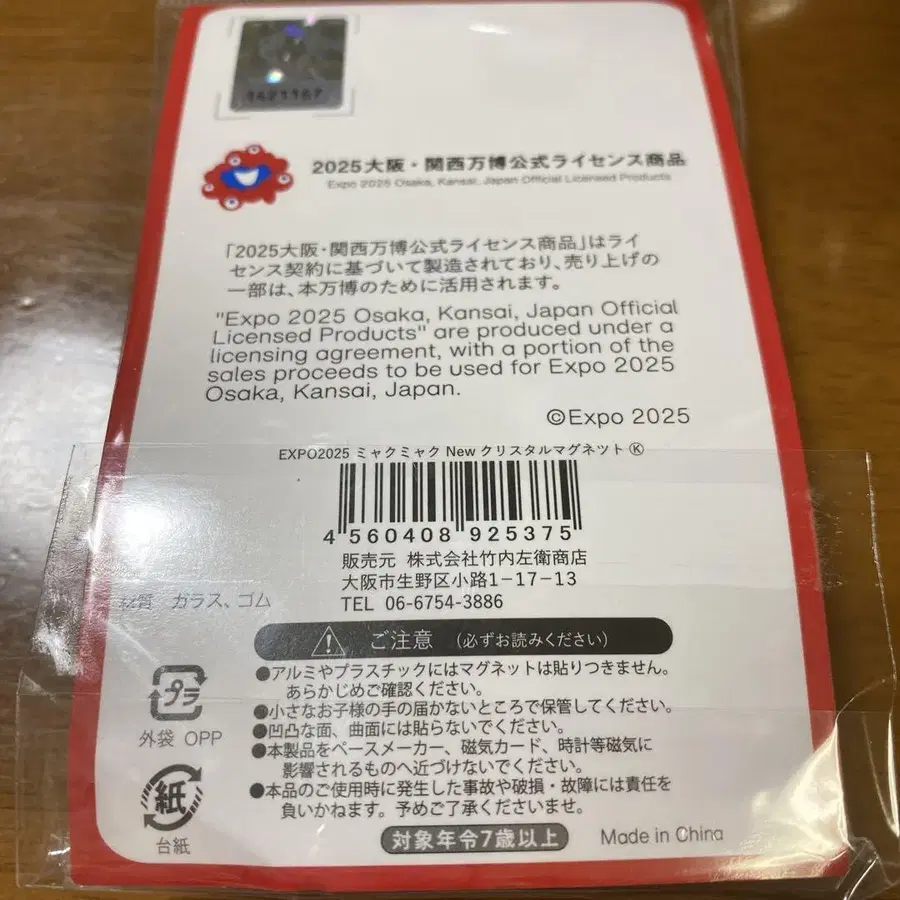 2025大阪・関西万博公式ライセンス商品
Expo 2025 Osaka, Kansai, Japan Official Licensed Products
「2025大阪・関西万博公式ライセンス商品」はライ
センス契約に基づいて製造されており、売り上げの
一部は、本万博のために活用されます。
"Expo 2025 Osaka, Kansai, Japan Official
Licensed Products" are produced under a
licensing agreement, with a portion of the
sales proceeds to be used for Expo 2025
Osaka, Kansai, Japan.
©Expo 2025
EXPO2025 ミャクミャク New クリスタルマグネット Ⓚ
4 560408 925375
販売元 株式会社竹内左衛商店
大阪市生野区小路1-17-13
TEL 06-6754-3886
材質 ガラス、ゴム
ご注意 (必ずお読みください)
●アルミやプラスチックにはマグネットは貼りつきません。
あらかじめご確認ください。
●小さなお子様の手の届かないところで保管してください。
●凹凸な面、曲面には貼らないでください。
●本製品をペースメーカー、磁気カード、時計等磁気に
影響されるものへ近づけないでください。
●本品のご使用時に発生した事故や破損・故障には責任を
負いかねます。予めご了承くださいませ。
プラ
外袋 OPP
紙
台紙
対象年令7歳以上
Made in China